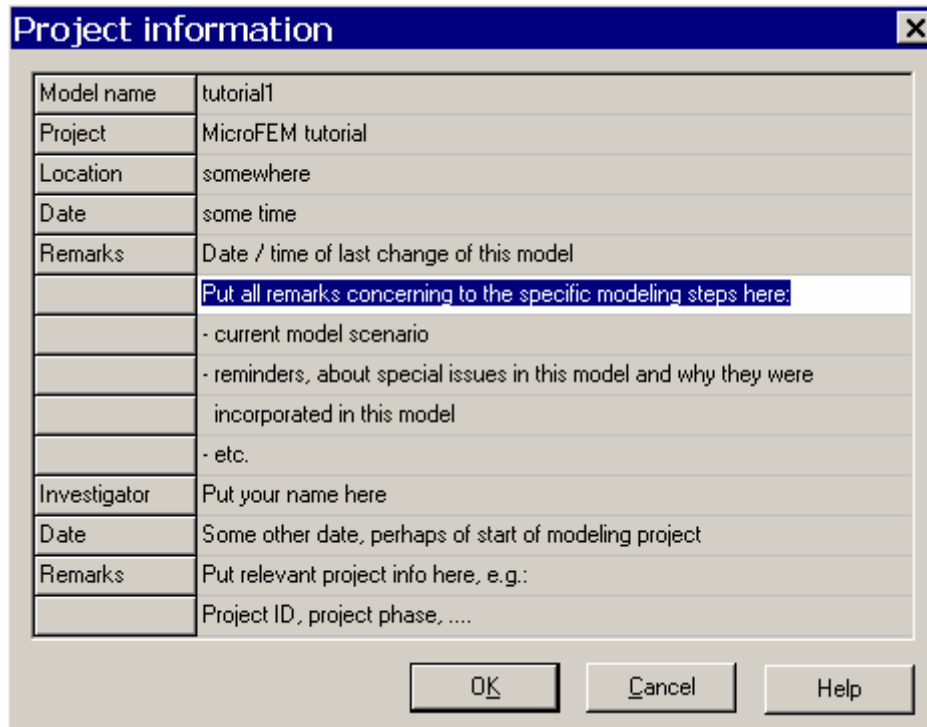 Project information
Model name tutorial1
Project MicroFEM tutorial
Location somewhere
Date some time
Remarks Date / time of last change of this model
Put all remarks concerning to the specific modeling steps here:
- current model scenario
- reminders, about special issues in this model and why they were
incorporated in this model
- etc.
Investigator Put your name here
Date Some other date, perhaps of start of modeling project
Remarks Put relevant project info here, e.g.:
Project ID, project phase, ....
OK Cancel Help